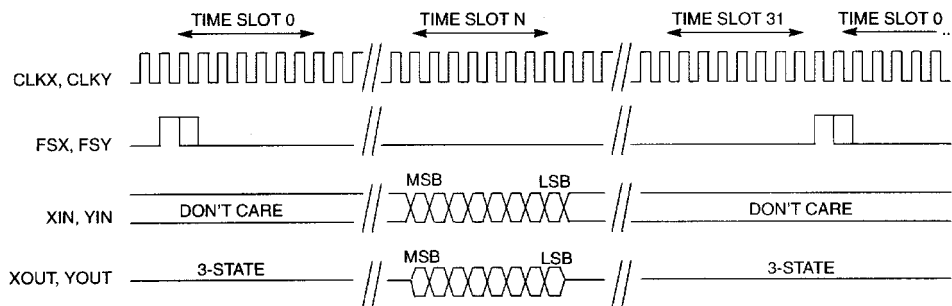 TIME SLOT 0 TIME SLOT N TIME SLOT 31 TIME SLOT 0 ..
CLKX, CLKY
FSX, FSY
MSB LSB
XIN, YIN DON'T CARE DON'T CARE
MSB LSB
XOUT, YOUT 3-STATE 3-STATE